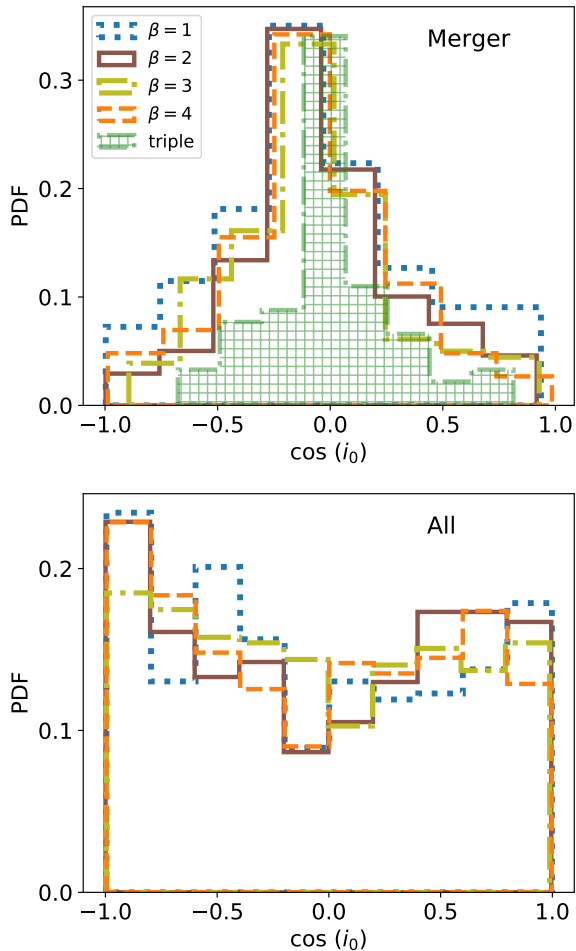 β = 1
β = 2
β = 3
β = 4
triple
Merger
PDF
0.3
0.2
0.1
0.0
−1.0 −0.5 0.0 0.5 1.0
cos (i₀)
All
PDF
0.2
0.1
0.0
−1.0 −0.5 0.0 0.5 1.0
cos (i₀)